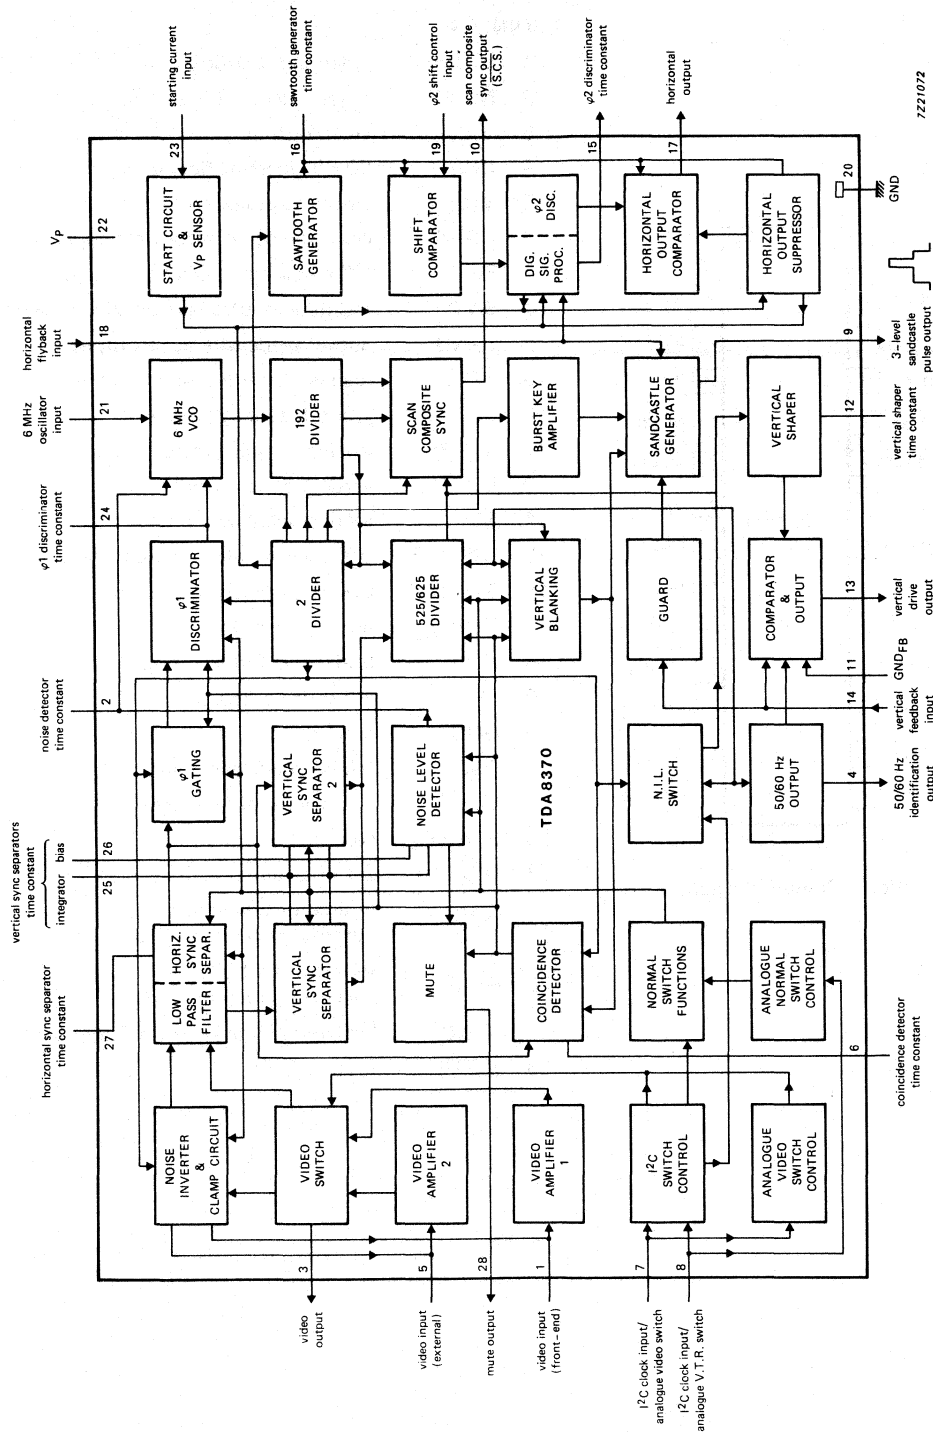 horizontal sync separator
time constant
27
vertical sync separators
time constant
integrator
bias
25
26
noise detector
time constant
2
φ1 discriminator
time constant
24
6 MHz
oscillator
input
21
horizontal
flyback
input
18
Vp
22
starting current
input
23
sawtooth generator
time constant
16
φ2 shift control
input
19
scan composite
sync output
(S.C.S.)
10
φ2 discriminator
time constant
15
horizontal
output
17
NOISE
INVERTER
&
CLAMP CIRCUIT
LOW
PASS
FILTER
HORIZ.
SYNC
SEPAR.
φ1
GATING
φ1
DISCRIMINATOR
6 MHz
VCO
START CIRCUIT
&
Vp SENSOR
VIDEO
SWITCH
VERTICAL
SYNC
SEPARATOR
VERTICAL
SYNC
SEPARATOR
2
2
DIVIDER
192
DIVIDER
SAWTOOTH
GENERATOR
VIDEO
AMPLIFIER
2
MUTE
NOISE LEVEL
DETECTOR
525/625
DIVIDER
SCAN
COMPOSITE
SYNC
SHIFT
COMPARATOR
VIDEO
AMPLIFIER
1
COINCIDENCE
DETECTOR
TDA8370
VERTICAL
BLANKING
BURST KEY
AMPLIFIER
DIG.
SIG.
PROC.
φ2
DISC.
I2C
SWITCH
CONTROL
NORMAL
SWITCH
FUNCTIONS
N.I.L.
SWITCH
GUARD
SANDCASTLE
GENERATOR
HORIZONTAL
OUTPUT
COMPARATOR
ANALOGUE
VIDEO
SWITCH
CONTROL
ANALOGUE
NORMAL
SWITCH
CONTROL
50/60 Hz
OUTPUT
COMPARATOR
&
OUTPUT
VERTICAL
SHAPER
HORIZONTAL
OUTPUT
SUPPRESSOR
3
video
output
5
video input
(external)
28
mute output
1
video input
(front-end)
7
I2C clock input/
analogue video switch
8
I2C clock input/
analogue V.T.R. switch
6
coincidence detector
time constant
4
50/60 Hz
identification
output
14
vertical
feedback
input
11
GNDFB
13
vertical
drive
output
12
vertical shaper
time constant
9
3-level
sandcastle
pulse output
20
GND
7Z21072